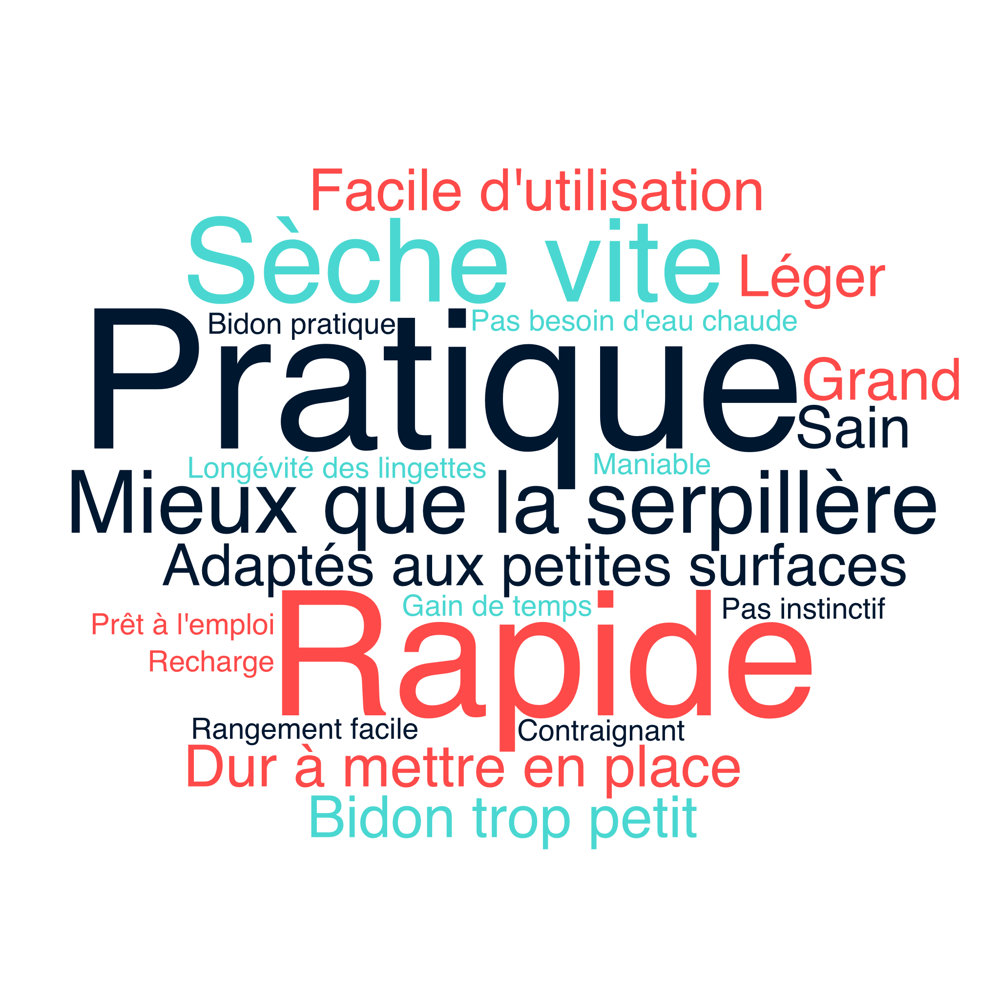 Facile d'utilisation
Sèche vite
Léger
Bidon pratique
Pas besoin d'eau chaude
Pratique
Grand
Sain
Longévité des lingettes
Maniable
Mieux que la serpillère
Adaptés aux petites surfaces
Gain de temps
Pas instinctif
Prêt à l'emploi
Rapide
Recharge
Rangement facile
Contraignant
Dur à mettre en place
Bidon trop petit